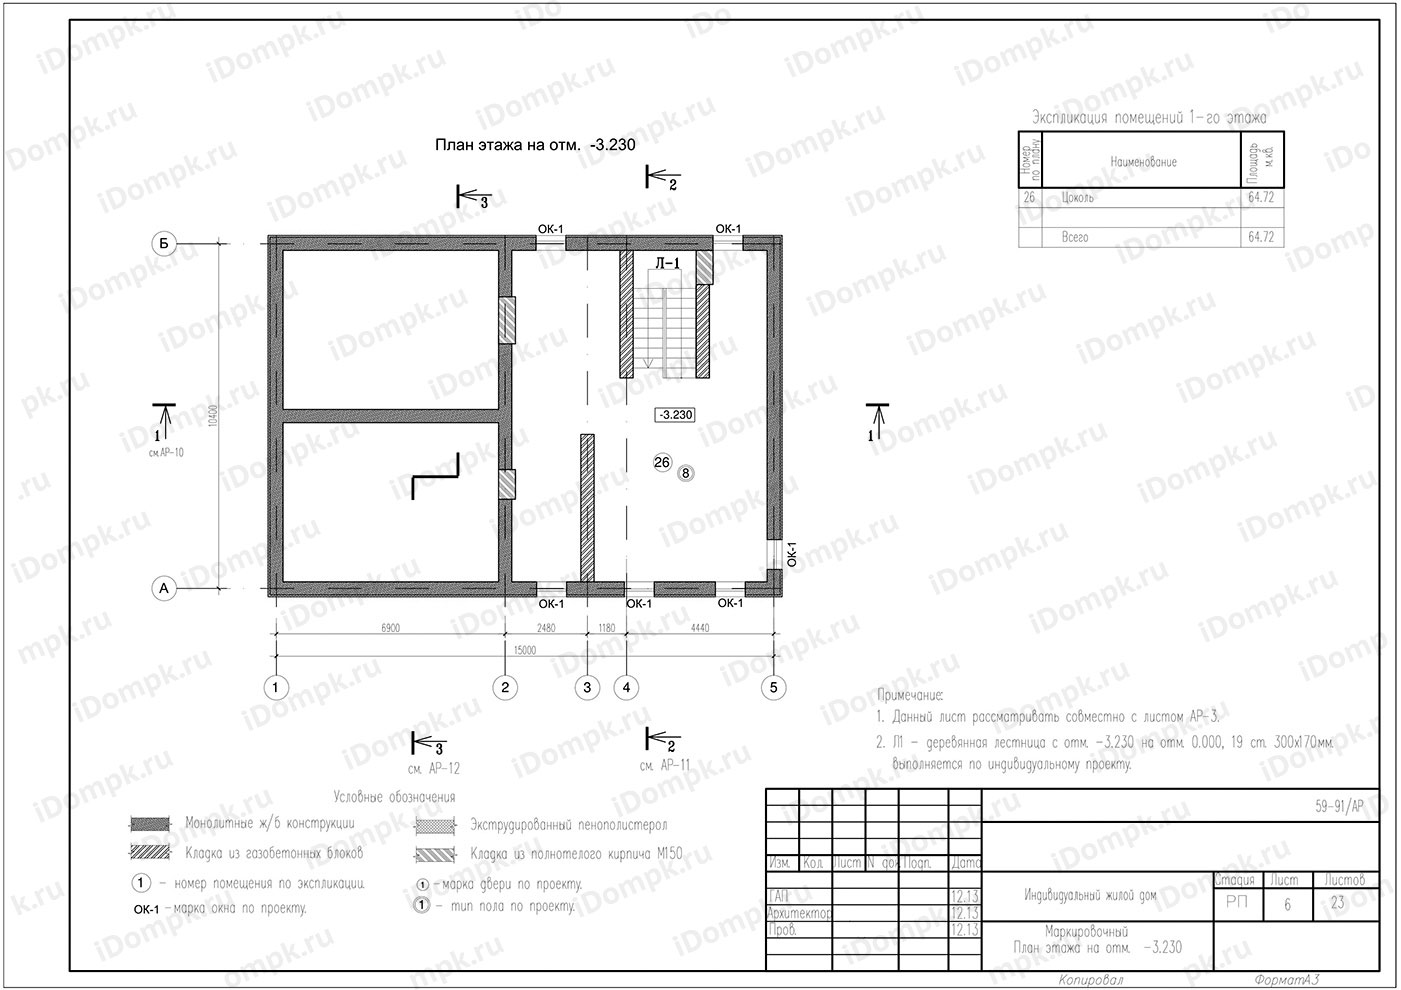 План этажа на отм. -3.230
Экспликация помещений 1-го этажа
Номер по плану
Наименование
Площадь м.кв.
26 Цоколь 64.72
Всего 64.72
3
2
Б
ОК-1
ОК-1
Л-1
10400
1
см.АР-10
1
-3.230
26
8
ОК-1
А
ОК-1
ОК-1
ОК-1
6900
2480
1180
4440
15000
1
2
3
4
5
3
см. АР-12
2
см. АР-11
Примечание:
1. Данный лист рассматривать совместно с листом АР-3.
2. Л1 - деревянная лестница с отм. -3.230 на отм. 0.000, 19 ст. 300х170мм.
выполняется по индивидуальному проекту.
Условные обозначения
Монолитные ж/б конструкции
Экструдированный пенополистерол
Кладка из газобетонных блоков
Кладка из полнотелого кирпича М150
1 - номер помещения по экспликации.
1 -марка двери по проекту.
ОК-1 -марка окна по проекту.
1 - тип пола по проекту.
59-91/АР
Изм. Кол. Лист N док Подп. Дата
ГАП 12.13
Архитектор 12.13
Пров. 12.13
Индивидуальный жилой дом
Стадия Лист Листов
РП 6 23
Маркировочный
План этажа на отм. -3.230
Копировал
ФорматА3
iDompk.ru